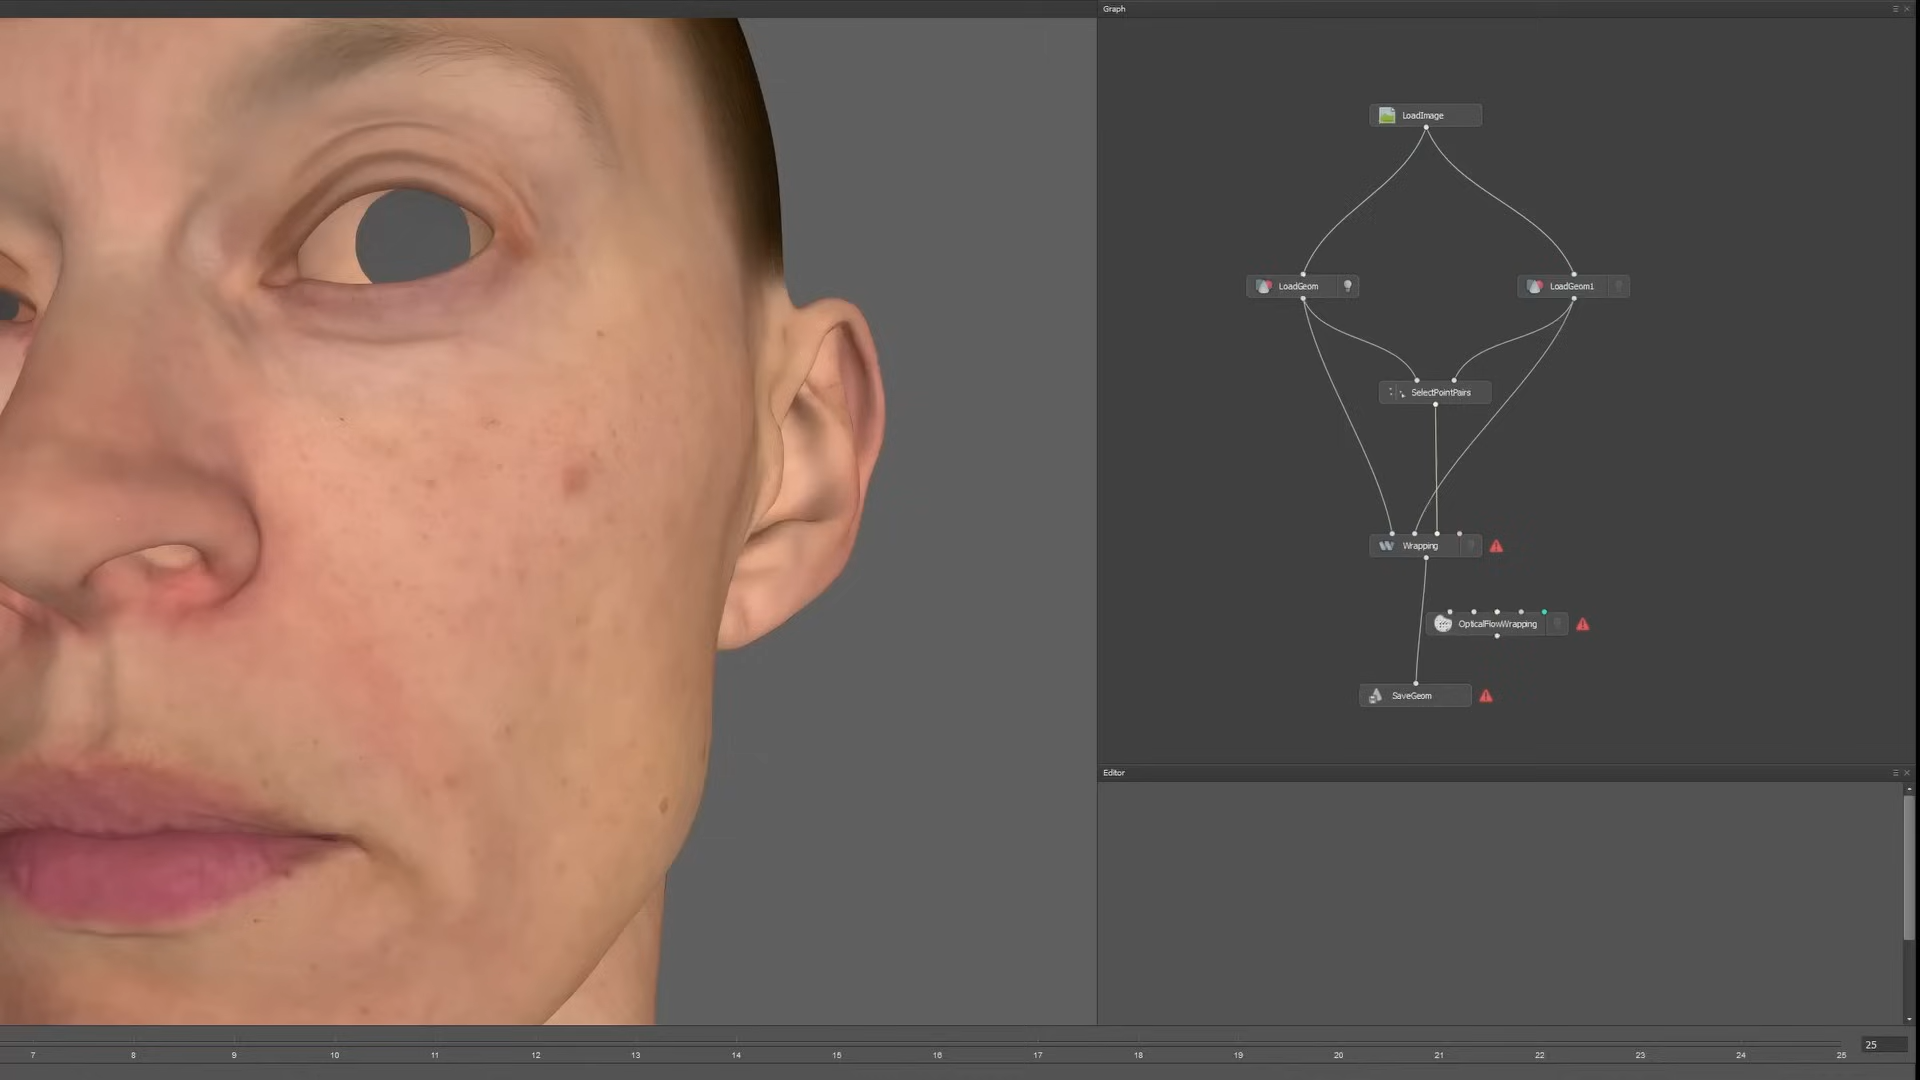 Graph
LoadImage
LoadGeom
LoadGeom1
SelectPointPairs
Wrapping
OpticalFlowWrapping
SaveGeom
Editor
25
7 8 9 10 11 12 13 14 15 16 17 18 19 20 21 22 23 24 25